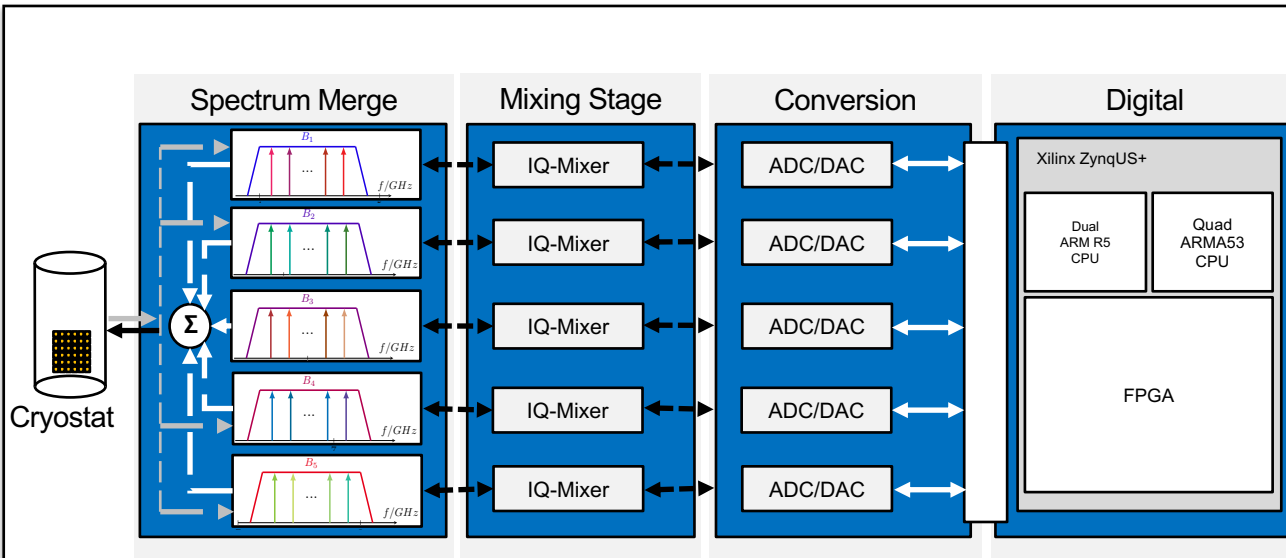 Spectrum Merge
Mixing Stage
Conversion
Digital
B₁
...
f/GHz
B₂
...
f/GHz
B₃
...
f/GHz
B₄
...
f/GHz
B₅
...
f/GHz
Σ
Cryostat
IQ-Mixer
IQ-Mixer
IQ-Mixer
IQ-Mixer
IQ-Mixer
ADC/DAC
ADC/DAC
ADC/DAC
ADC/DAC
ADC/DAC
Xilinx ZynqUS+
Dual
ARM R5
CPU
Quad
ARMA53
CPU
FPGA